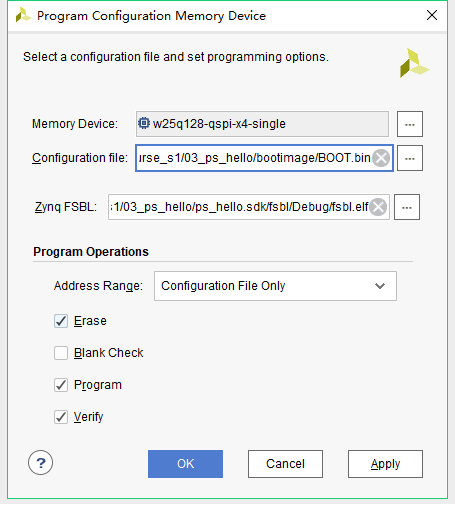 Program Configuration Memory Device
Select a configuration file and set programming options.
Memory Device: w25q128-qspi-x4-single ...
Configuration file: urse_s1/03_ps_hello/bootimage/BOOT.bin ...
Zynq FSBL: s1/03_ps_hello/ps_hello.sdk/fsbl/Debug/fsbl.elf ...
Program Operations
Address Range: Configuration File Only
Erase
Blank Check
Program
Verify
? OK Cancel Apply